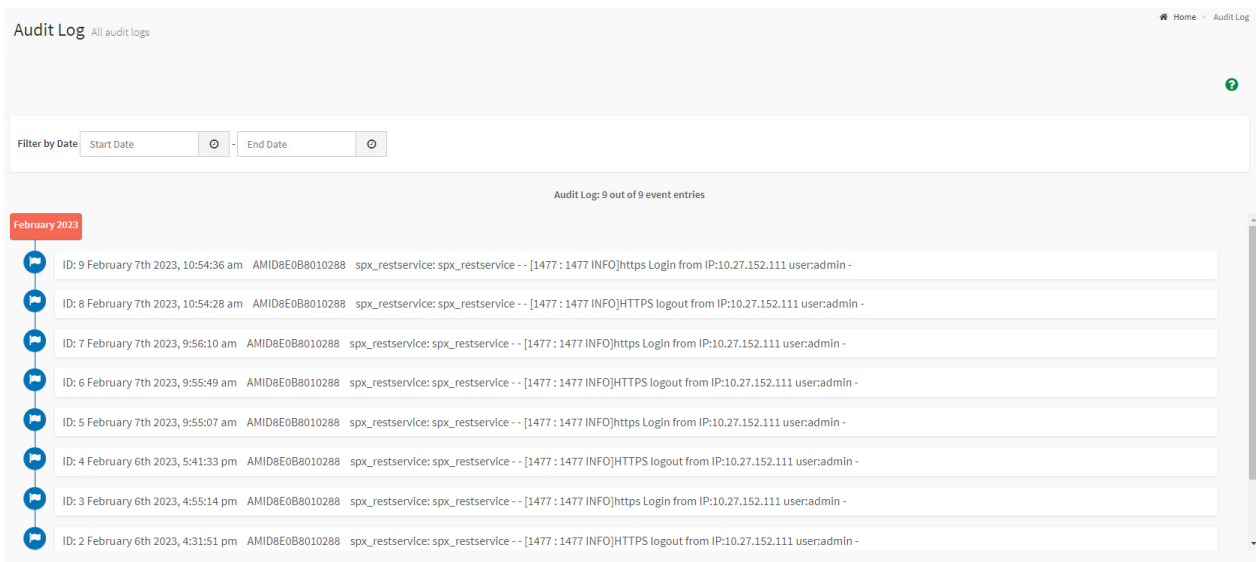 Home > Audit Log
Audit Log All audit logs
?
Filter by Date Start Date - End Date
Audit Log: 9 out of 9 event entries
February 2023
ID: 9 February 7th 2023, 10:54:36 am AMID8E0B8010288 spx_restservice: spx_restservice - - [1477 : 1477 INFO]https Login from IP:10.27.152.111 user:admin -
ID: 8 February 7th 2023, 10:54:28 am AMID8E0B8010288 spx_restservice: spx_restservice - - [1477 : 1477 INFO]HTTPS logout from IP:10.27.152.111 user:admin -
ID: 7 February 7th 2023, 9:56:10 am AMID8E0B8010288 spx_restservice: spx_restservice - - [1477 : 1477 INFO]https Login from IP:10.27.152.111 user:admin -
ID: 6 February 7th 2023, 9:55:49 am AMID8E0B8010288 spx_restservice: spx_restservice - - [1477 : 1477 INFO]HTTPS logout from IP:10.27.152.111 user:admin -
ID: 5 February 7th 2023, 9:55:07 am AMID8E0B8010288 spx_restservice: spx_restservice - - [1477 : 1477 INFO]https Login from IP:10.27.152.111 user:admin -
ID: 4 February 6th 2023, 5:41:33 pm AMID8E0B8010288 spx_restservice: spx_restservice - - [1477 : 1477 INFO]HTTPS logout from IP:10.27.152.111 user:admin -
ID: 3 February 6th 2023, 4:55:14 pm AMID8E0B8010288 spx_restservice: spx_restservice - - [1477 : 1477 INFO]https Login from IP:10.27.152.111 user:admin -
ID: 2 February 6th 2023, 4:31:51 pm AMID8E0B8010288 spx_restservice: spx_restservice - - [1477 : 1477 INFO]HTTPS logout from IP:10.27.152.111 user:admin -